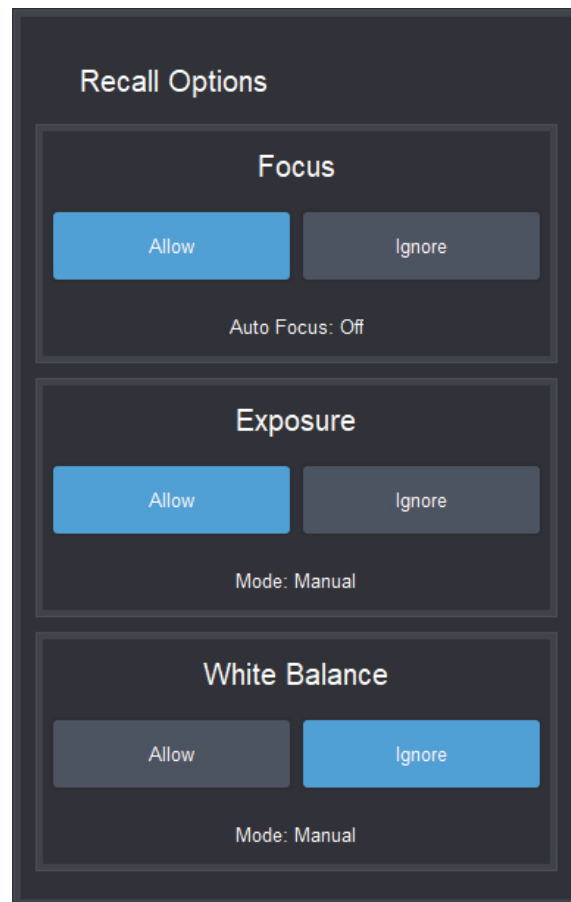 Recall Options
Focus
Allow Ignore
Auto Focus: Off
Exposure
Allow Ignore
Mode: Manual
White Balance
Allow Ignore
Mode: Manual